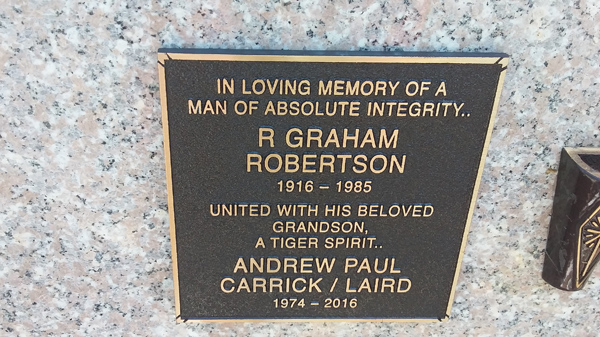 IN LOVING MEMORY OF A
MAN OF ABSOLUTE INTEGRITY..
R GRAHAM
ROBERTSON
1916 – 1985
UNITED WITH HIS BELOVED
GRANDSON,
A TIGER SPIRIT..
ANDREW PAUL
CARRICK / LAIRD
1974 – 2016